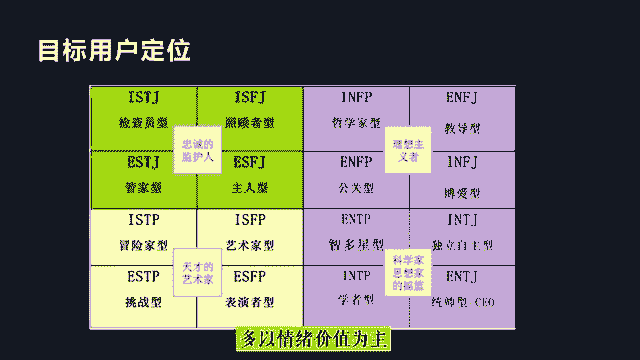 目标用户定位
ISTJ
检查员型
ISFJ
照顾者型
INFP
哲学家型
ENFJ
教导型
忠诚的
监护人
理想主
义者
ESTJ
管家型
ESFJ
主人型
ENFP
公关型
INFJ
博爱型
ISTP
冒险家型
ISFP
艺术家型
ENTP
智多星型
INTJ
独立自主型
天才的
艺术家
科学家
思想家
的摇篮
ESTP
挑战型
ESFP
表演者型
INTP
学者型
ENTJ
统帅型 CEO
多以情绪价值为主